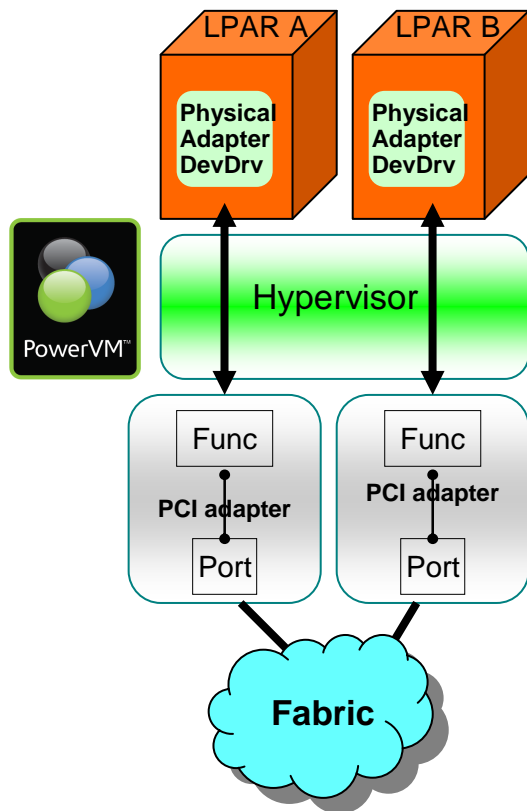 LPAR A
LPAR B
Physical
Adapter
DevDrv
Physical
Adapter
DevDrv
Hypervisor
PowerVM™
Func
Func
PCI adapter
PCI adapter
Port
Port
Fabric